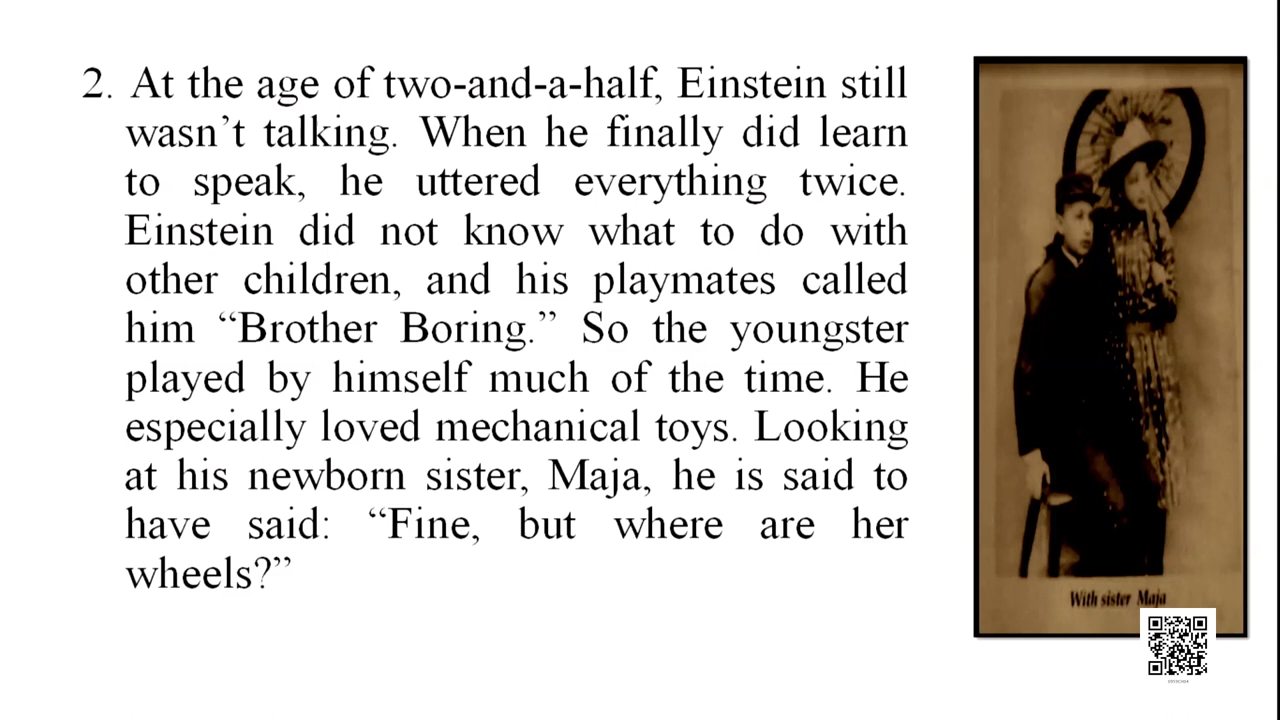 2. At the age of two-and-a-half, Einstein still
wasn’t talking. When he finally did learn
to speak, he uttered everything twice.
Einstein did not know what to do with
other children, and his playmates called
him “Brother Boring.” So the youngster
played by himself much of the time. He
especially loved mechanical toys. Looking
at his newborn sister, Maja, he is said to
have said: “Fine, but where are her
wheels?”
With sister Maja